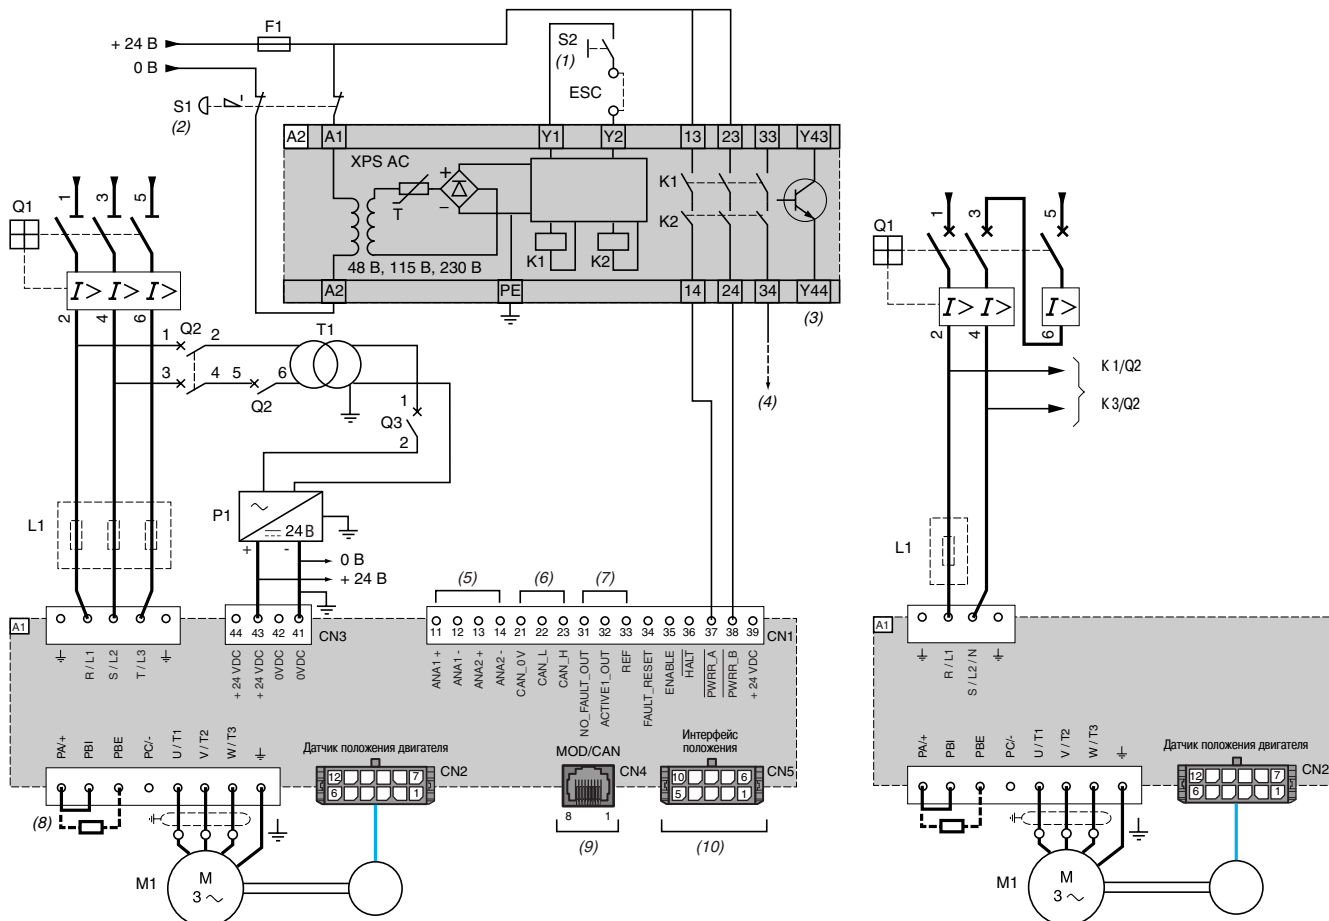 F1
+ 24 В
0 В
S1
(2)
S2
(1)
ESC
A2 A1 Y1 Y2 13 23 33 Y43
XPS AC
+
−
T
K1
K2
K1 K2
48 В, 115 В, 230 В
A2 PE 14 24 34 Y44
(3)
(4)
Q1
1 3 5
I> I> I>
2 4 6
1 Q2 2
3 4 5 6
Q2
T1
1
Q3
2
P1
~
24 В
+ -
0 В
+ 24 В
L1
(5) (6) (7)
A1
R / L1
S / L2
T / L3
44 43 42 41
CN3
+ 24 VDC
+ 24 VDC
0VDC
0VDC
11 12 13 14 21 22 23 31 32 33 34 35 36 37 38 39
CN1
ANA1 +
ANA1 -
ANA2 +
ANA2 -
CAN_0 V
CAN_L
CAN_H
NO_FAULT_OUT
ACTIVE1_OUT
REF
FAULT_RESET
ENABLE
HALT
PWRR_A
PWRR_B
+ 24 VDC
PA/+
PBI
PBE
PC/-
U / T1
V / T2
W / T3
Датчик положения двигателя
12 7
6 1
CN2
MOD/CAN
CN4
8 1
(9)
Интерфейс
положения
10 6
5 1
CN5
(10)
(8)
M1
M
3 ~
Q1
1 3 5
I> I> I>
2 4 6
K 1/Q2
K 3/Q2
L1
A1
R / L1
S / L2 / N
PA/+
PBI
PBE
PC/-
U / T1
V / T2
W / T3
Датчик положения двигателя
12 7
6 1
CN2
M1
M
3 ~